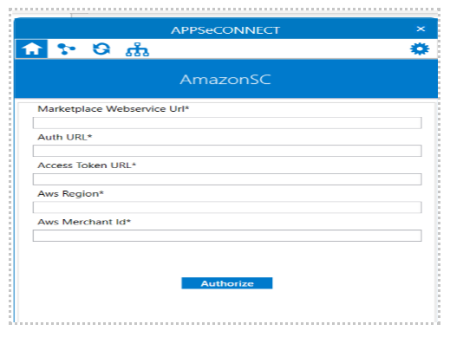 APPSeCONNECT
AmazonSC
Marketplace Webservice Url*
Auth URL*
Access Token URL*
Aws Region*
Aws Merchant Id*
Authorize